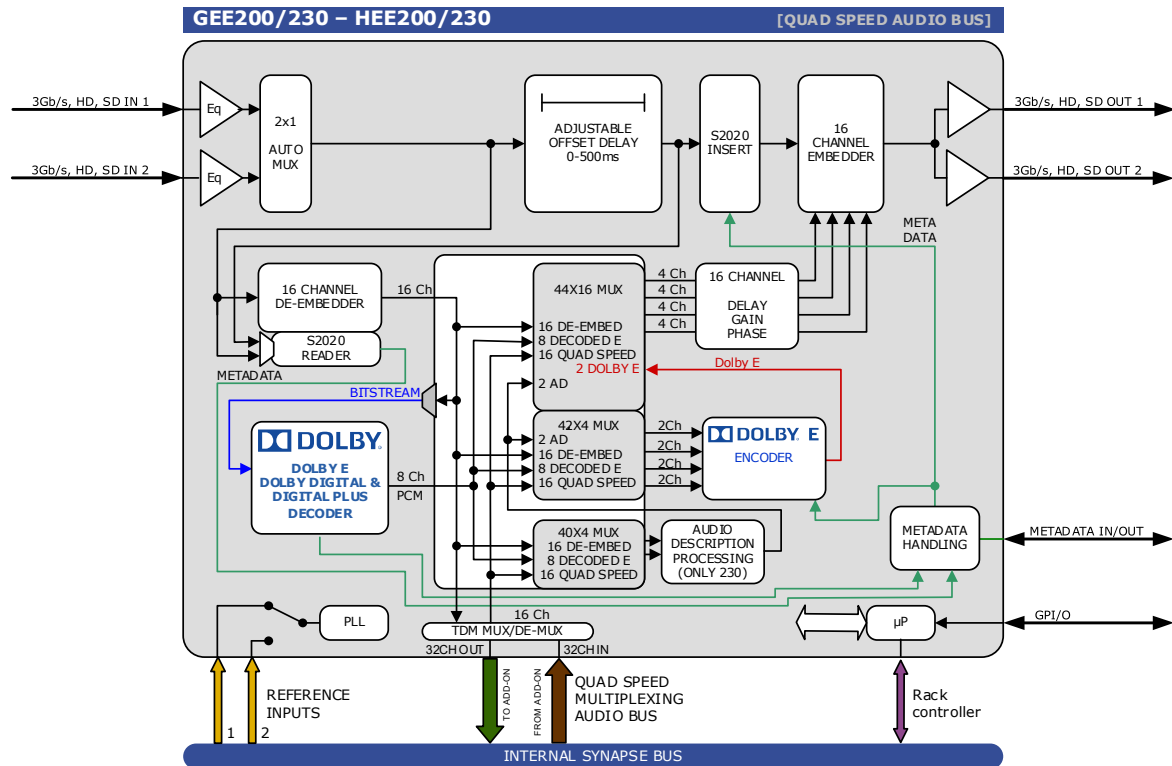 GEE200/230 – HEE200/230
[QUAD SPEED AUDIO BUS]
3Gb/s, HD, SD IN 1
Eq
2x1
AUTO
MUX
ADJUSTABLE
OFFSET DELAY
0-500ms
S2020
INSERT
16
CHANNEL
EMBEDDER
3Gb/s, HD, SD OUT 1
3Gb/s, HD, SD IN 2
Eq
3Gb/s, HD, SD OUT 2
META
DATA
16 CHANNEL
DE-EMBEDDER
16 Ch
S2020
READER
METADATA
BITSTREAM
44X16 MUX
16 DE-EMBED
8 DECODED E
16 QUAD SPEED
2 DOLBY E
2 AD
4 Ch
4 Ch
4 Ch
4 Ch
16 CHANNEL
DELAY
GAIN
PHASE
Dolby E
DOLBY
DOLBY E
DOLBY DIGITAL &
DIGITAL PLUS
DECODER
8 Ch
PCM
42X4 MUX
2 AD
16 DE-EMBED
8 DECODED E
16 QUAD SPEED
2Ch
2Ch
2Ch
2Ch
DOLBY E
ENCODER
40X4 MUX
16 DE-EMBED
8 DECODED E
16 QUAD SPEED
AUDIO
DESCRIPTION
PROCESSING
(ONLY 230)
METADATA
HANDLING
METADATA IN/OUT
PLL
16 Ch
TDM MUX/DE-MUX
32CH OUT
32CH IN
µP
GPI/O
REFERENCE
INPUTS
1
2
TO ADD-ON
FROM ADD-ON
QUAD SPEED
MULTIPLEXING
AUDIO BUS
Rack
controller
INTERNAL SYNAPSE BUS